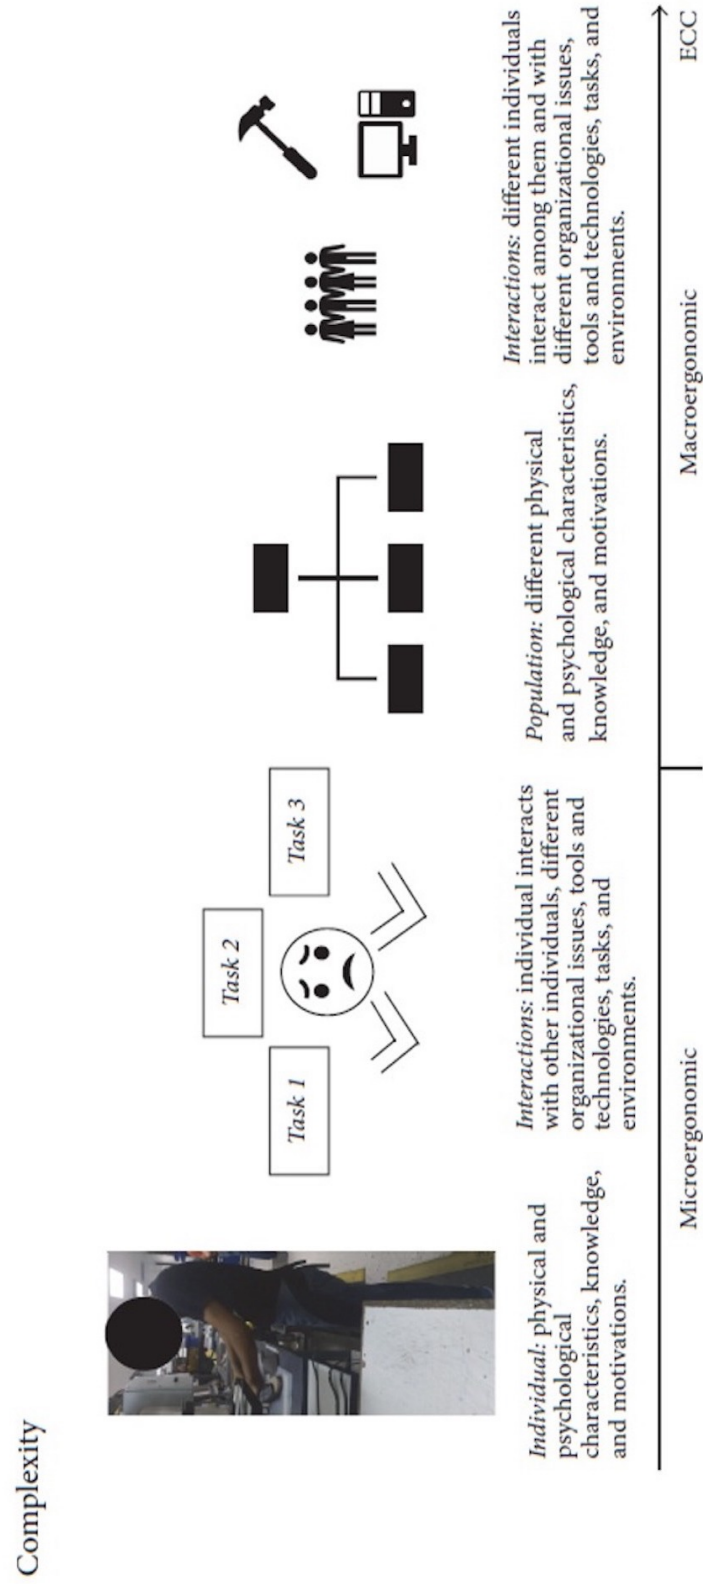 Complexity
Task 1
Task 2
Task 3
Individual: physical and
psychological
characteristics, knowledge,
and motivations.
Interactions: individual interacts
with other individuals, different
organizational issues, tools and
technologies, tasks, and
environments.
Population: different physical
and psychological characteristics,
knowledge, and motivations.
Interactions: different individuals
interact among them and with
different organizational issues,
tools and technologies, tasks, and
environments.
Microergonomic
Macroergonomic
ECC